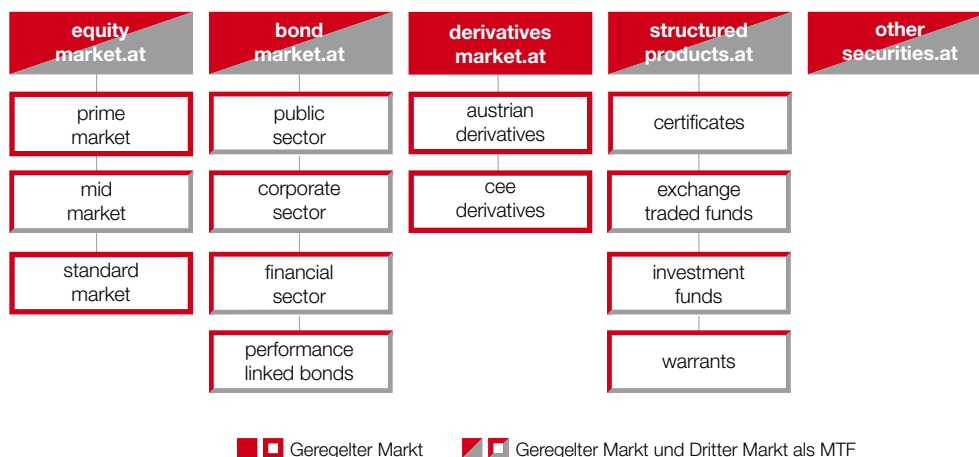 equity
market.at
bond
market.at
derivatives
market.at
structured
products.at
other
securities.at
prime
market
public
sector
austrian
derivatives
certificates
mid
market
corporate
sector
cee
derivatives
exchange
traded funds
standard
market
financial
sector
investment
funds
performance
linked bonds
warrants
Geregelter Markt
Geregelter Markt und Dritter Markt als MTF